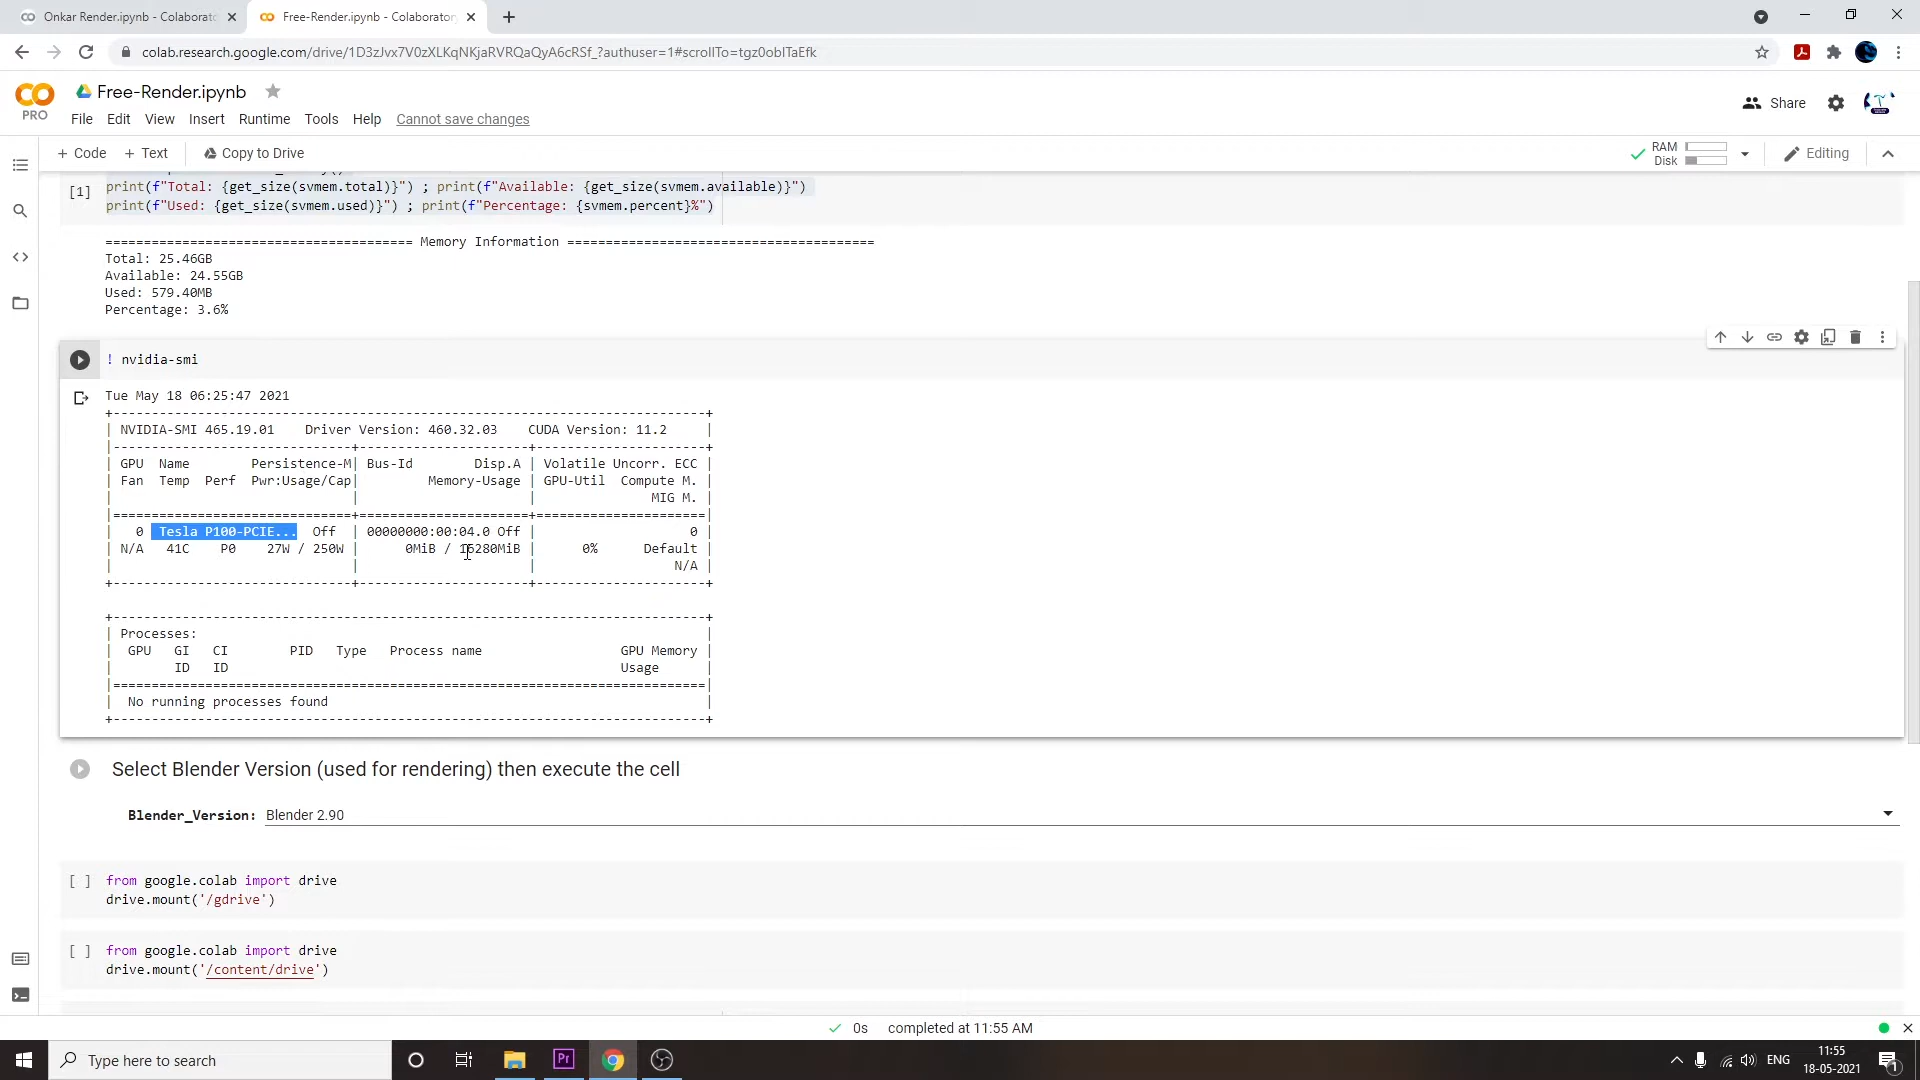 Onkar Render.ipynb - Colaborato
Free-Render.ipynb - Colaboratory
colab.research.google.com/drive/1D3zJvx7V0zXLKqNKjaRVRQaQyA6cRSf_?authuser=1#scrollTo=tgz0obITaEfk
PRO
Free-Render.ipynb
File Edit View Insert Runtime Tools Help Cannot save changes
Share
+ Code + Text Copy to Drive
RAM
Disk
Editing
[1]
print(f"Total: {get_size(svmem.total)}") ; print(f"Available: {get_size(svmem.available)}")
print(f"Used: {get_size(svmem.used)}") ; print(f"Percentage: {svmem.percent}%")
======================================== Memory Information ========================================
Total: 25.46GB
Available: 24.55GB
Used: 579.40MB
Percentage: 3.6%
! nvidia-smi
Tue May 18 06:25:47 2021
+-----------------------------------------------------------------------------+
| NVIDIA-SMI 465.19.01    Driver Version: 460.32.03    CUDA Version: 11.2     |
|-------------------------------+----------------------+----------------------+
| GPU  Name        Persistence-M| Bus-Id        Disp.A | Volatile Uncorr. ECC |
| Fan  Temp  Perf  Pwr:Usage/Cap|         Memory-Usage | GPU-Util  Compute M. |
|                               |                      |               MIG M. |
|===============================+======================+======================|
|   0  Tesla P100-PCIE...  Off  | 00000000:00:04.0 Off |                    0 |
| N/A   41C    P0    27W / 250W |      0MiB / 16280MiB |      0%      Default |
|                               |                      |                  N/A |
+-------------------------------+----------------------+----------------------+
+-----------------------------------------------------------------------------+
| Processes:                                                                  |
|  GPU   GI   CI        PID   Type   Process name                  GPU Memory |
|        ID   ID                                                   Usage      |
|=============================================================================|
|  No running processes found                                                 |
+-----------------------------------------------------------------------------+
Select Blender Version (used for rendering) then execute the cell
Blender_Version: Blender 2.90
[ ] from google.colab import drive
drive.mount('/gdrive')
[ ] from google.colab import drive
drive.mount('/content/drive')
0s completed at 11:55 AM
Type here to search
Pr
ENG
11:55
18-05-2021
1